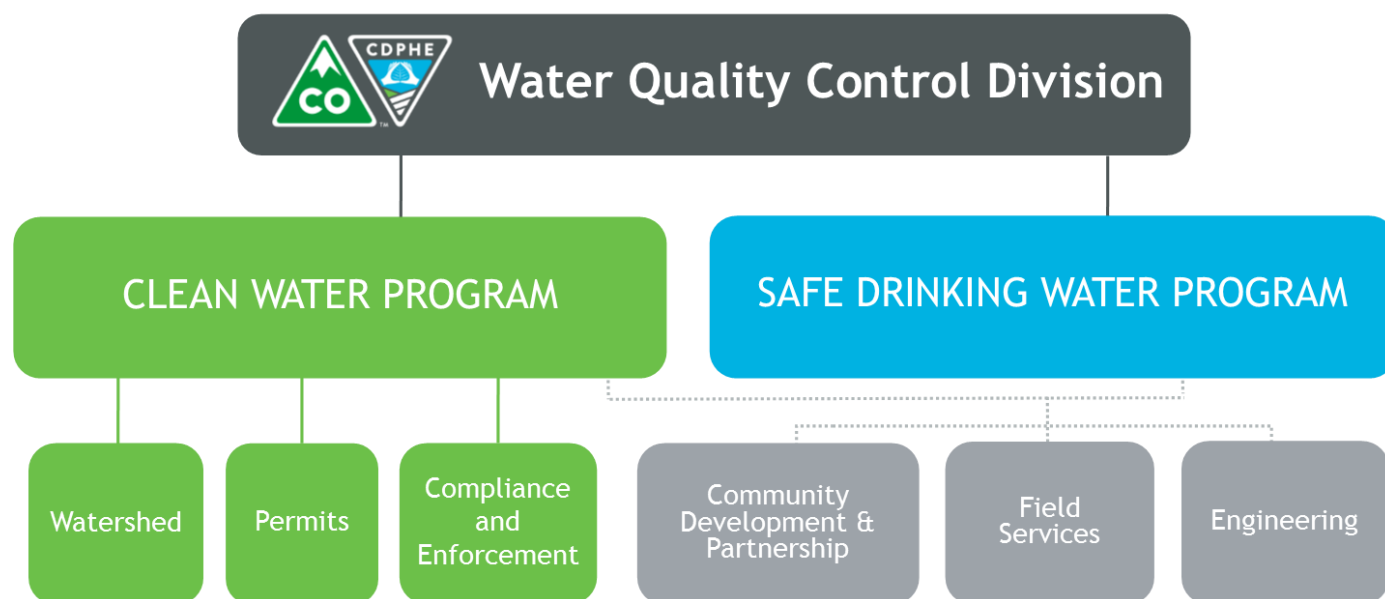 CDPHE
CO
TM
Water Quality Control Division
CLEAN WATER PROGRAM
SAFE DRINKING WATER PROGRAM
Watershed
Permits
Compliance
and
Enforcement
Community
Development &
Partnership
Field
Services
Engineering